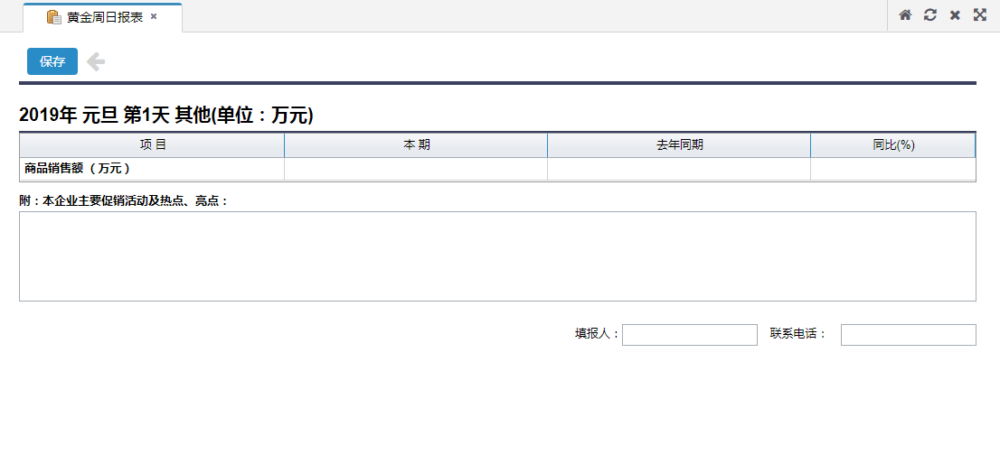 黄金周日报表
保存
2019年 元旦 第1天 其他(单位：万元)
项 目 本 期 去年同期 同比(%)
商品销售额 （万元）
附：本企业主要促销活动及热点、亮点：
填报人： 联系电话：